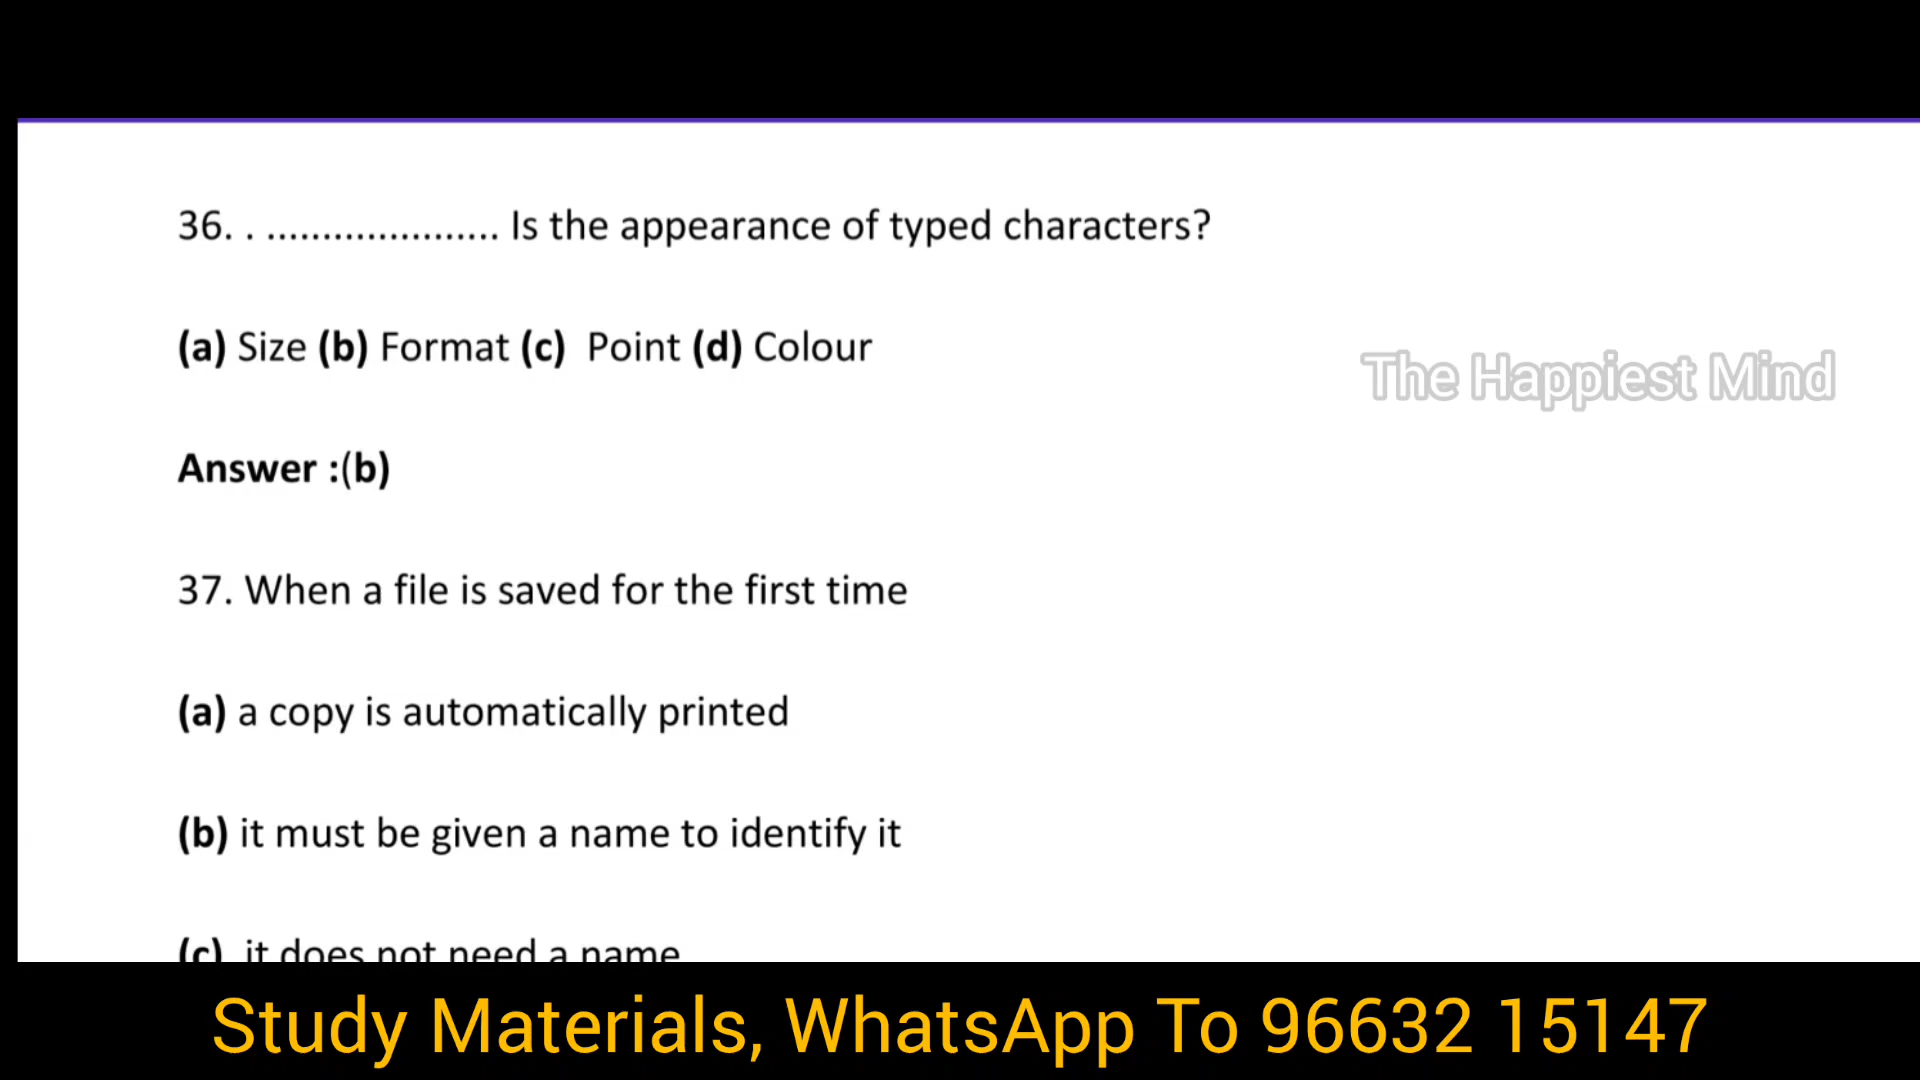 36. . ..................... Is the appearance of typed characters?
(a) Size (b) Format (c) Point (d) Colour
The Happiest Mind
Answer :(b)
37. When a file is saved for the first time
(a) a copy is automatically printed
(b) it must be given a name to identify it
(c) it does not need a name
Study Materials, WhatsApp To 96632 15147